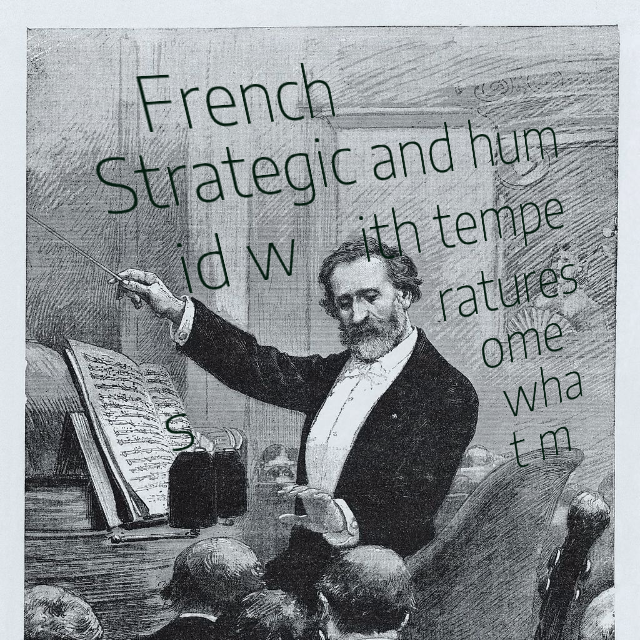 French
Strategic and hum
id w ith tempe
ratures
ome
wha
t m
s